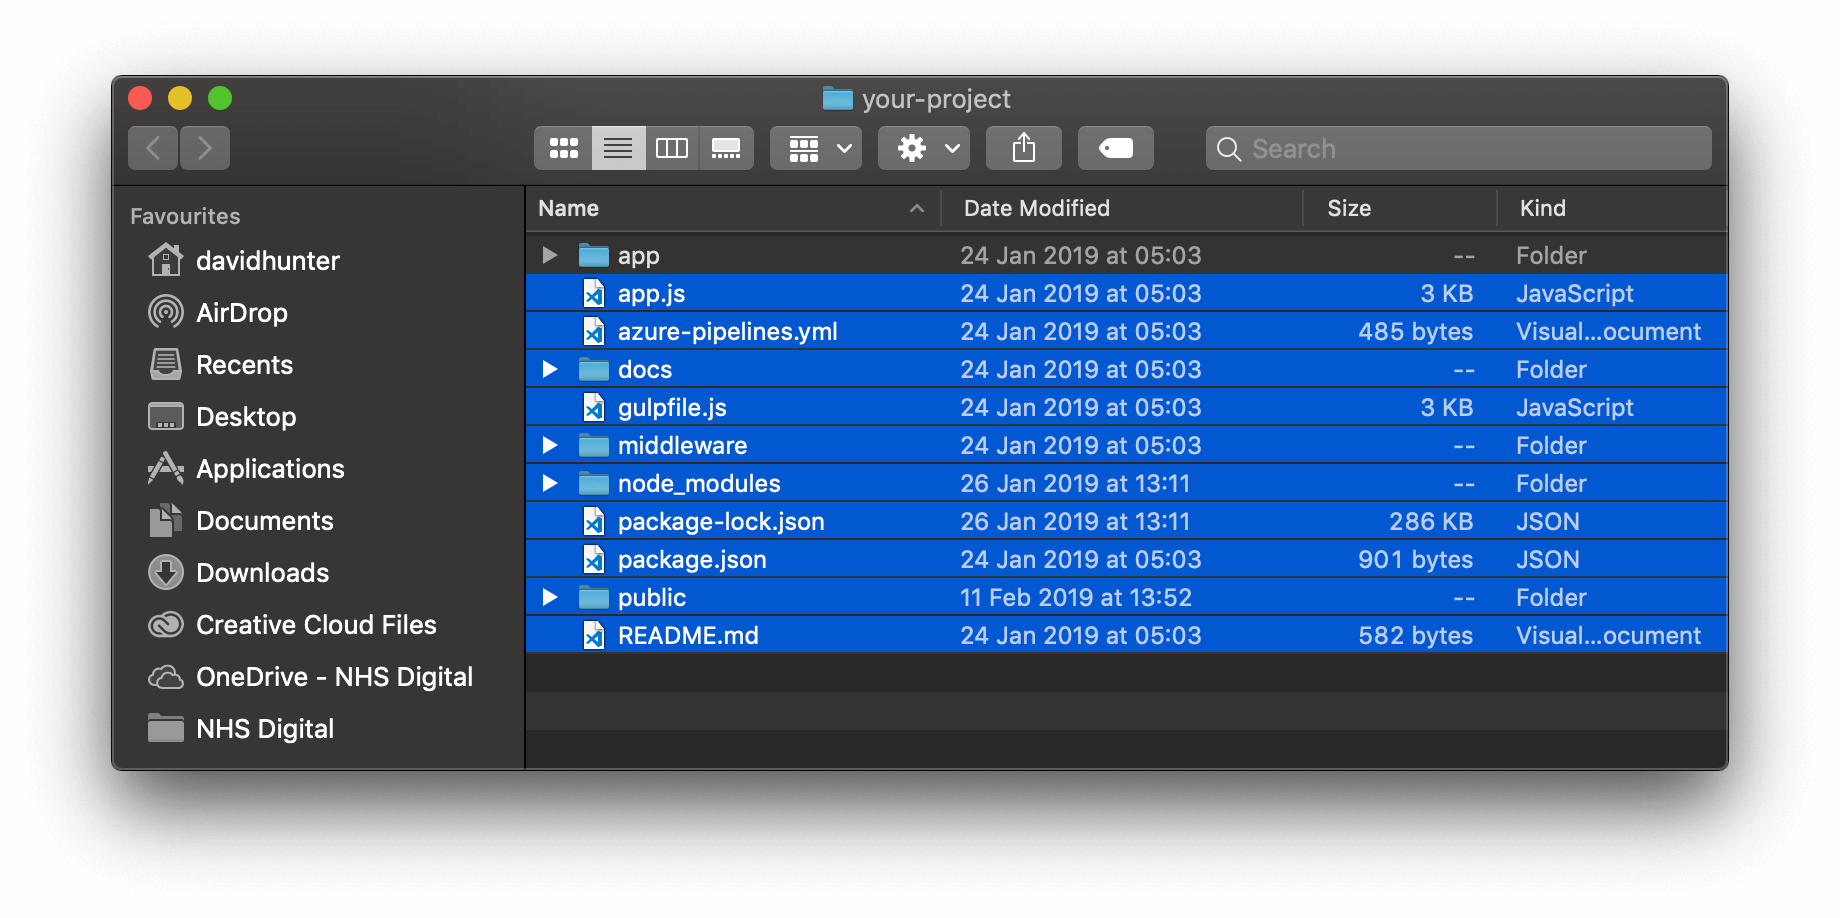 your-project
Search
Favourites
davidhunter
AirDrop
Recents
Desktop
Applications
Documents
Downloads
Creative Cloud Files
OneDrive - NHS Digital
NHS Digital
Name Date Modified Size Kind
app 24 Jan 2019 at 05:03 -- Folder
app.js 24 Jan 2019 at 05:03 3 KB JavaScript
azure-pipelines.yml 24 Jan 2019 at 05:03 485 bytes Visual...ocument
docs 24 Jan 2019 at 05:03 -- Folder
gulpfile.js 24 Jan 2019 at 05:03 3 KB JavaScript
middleware 24 Jan 2019 at 05:03 -- Folder
node_modules 26 Jan 2019 at 13:11 -- Folder
package-lock.json 26 Jan 2019 at 13:11 286 KB JSON
package.json 24 Jan 2019 at 05:03 901 bytes JSON
public 11 Feb 2019 at 13:52 -- Folder
README.md 24 Jan 2019 at 05:03 582 bytes Visual...ocument